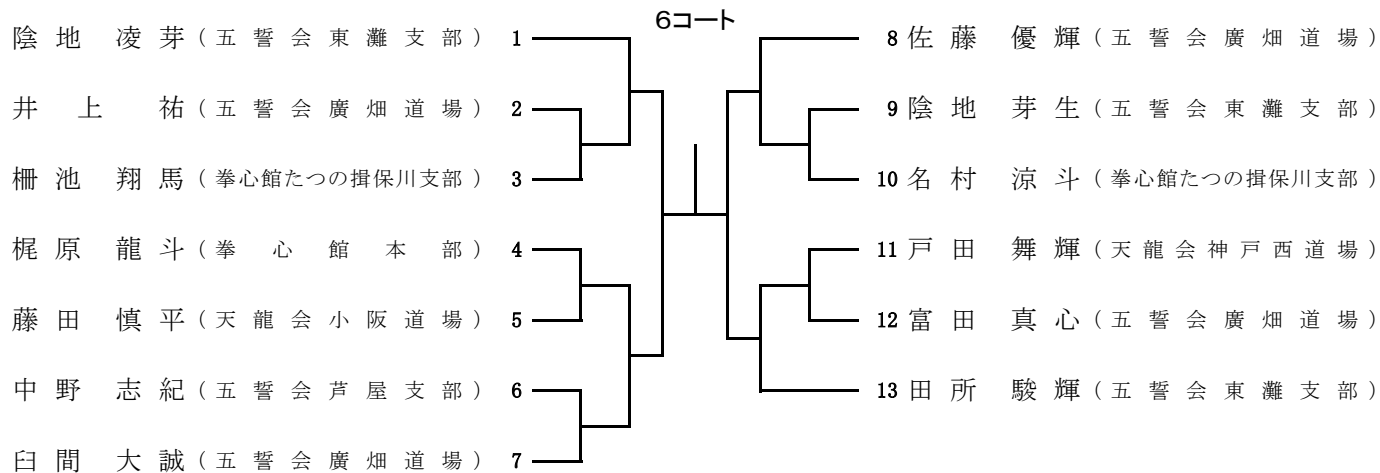 6コート
陰地 凌芽(五誓会東灘支部) 1
井上 祐(五誓会廣畑道場) 2
柵池 翔馬(拳心館たつの揖保川支部) 3
梶原 龍斗(拳心館本部) 4
藤田 慎平(天龍会小阪道場) 5
中野 志紀(五誓会芦屋支部) 6
臼間 大誠(五誓会廣畑道場) 7
8 佐藤 優輝(五誓会廣畑道場)
9 陰地 芽生(五誓会東灘支部)
10 名村 涼斗(拳心館たつの揖保川支部)
11 戸田 舞輝(天龍会神戸西道場)
12 富田 真心(五誓会廣畑道場)
13 田所 駿輝(五誓会東灘支部)